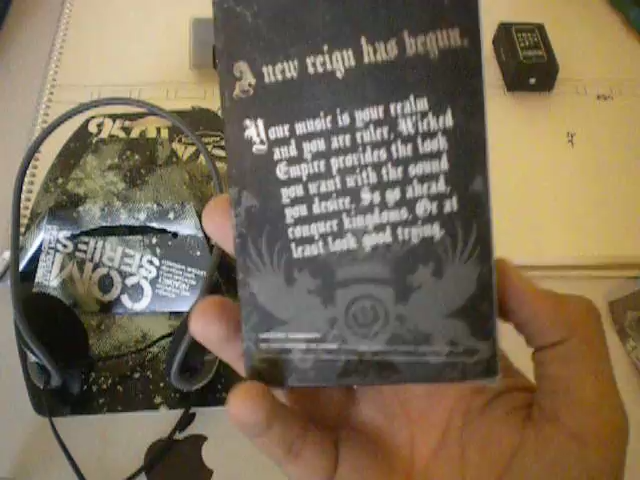 A new reign has begun.
Your music is your realm
and you are ruler, Wicked
Empire provides the look
you want with the sound
you desire, So go ahead,
conquer kingdoms, Or at
least look good trying.
COM
SERIES